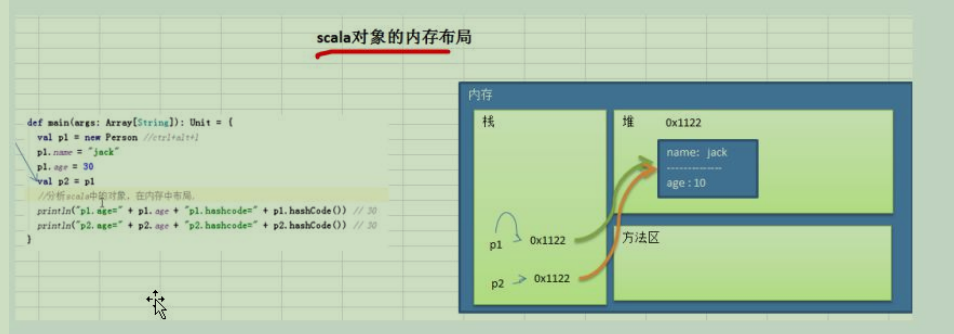 scala对象的内存布局
def main(args: Array[String]): Unit = {
val p1 = new Person //ctrl+alt+l
p1.name = "jack"
p1.age = 30
val p2 = p1
//分析scala中的对象，在内存中布局.
println("p1.age=" + p1.age + "p1.hashcode=" + p1.hashCode()) // 30
println("p2.age=" + p2.age + "p2.hashcode=" + p2.hashCode()) // 30
}
内存
栈
p1 0x1122
p2 0x1122
堆 0x1122
name: jack
---------------
age : 10
方法区